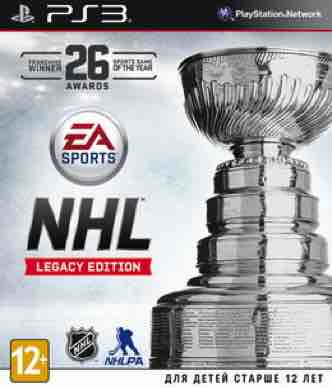 PS3
PlayStation®Network
FRANCHISE WINNER
26
SPORTS GAME OF THE YEAR
AWARDS
EA
SPORTS
NHL
LEGACY EDITION
12+
NHL
NHLPA
ДЛЯ ДЕТЕЙ СТАРШЕ 12 ЛЕТ